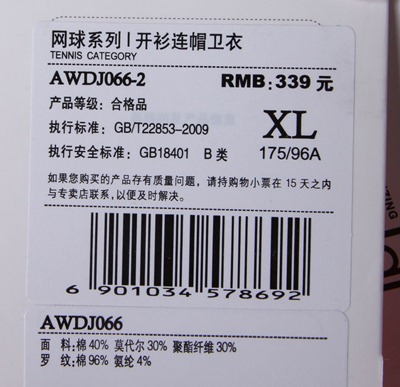 网球系列 | 开衫连帽卫衣
TENNIS CATEGORY
AWDJ066-2 RMB:339 元
产品等级: 合格品
执行标准: GB/T22853-2009
XL
执行安全标准: GB18401 B 类 175/96A
如果您购买的产品存有质量问题，请持购物小票在 15 天之内
与专卖店联系，以便及时解决。
6 901034 578692
AWDJ066
面 料: 棉 40% 莫代尔 30% 聚酯纤维 30%
罗 纹: 棉 96% 氨纶 4%